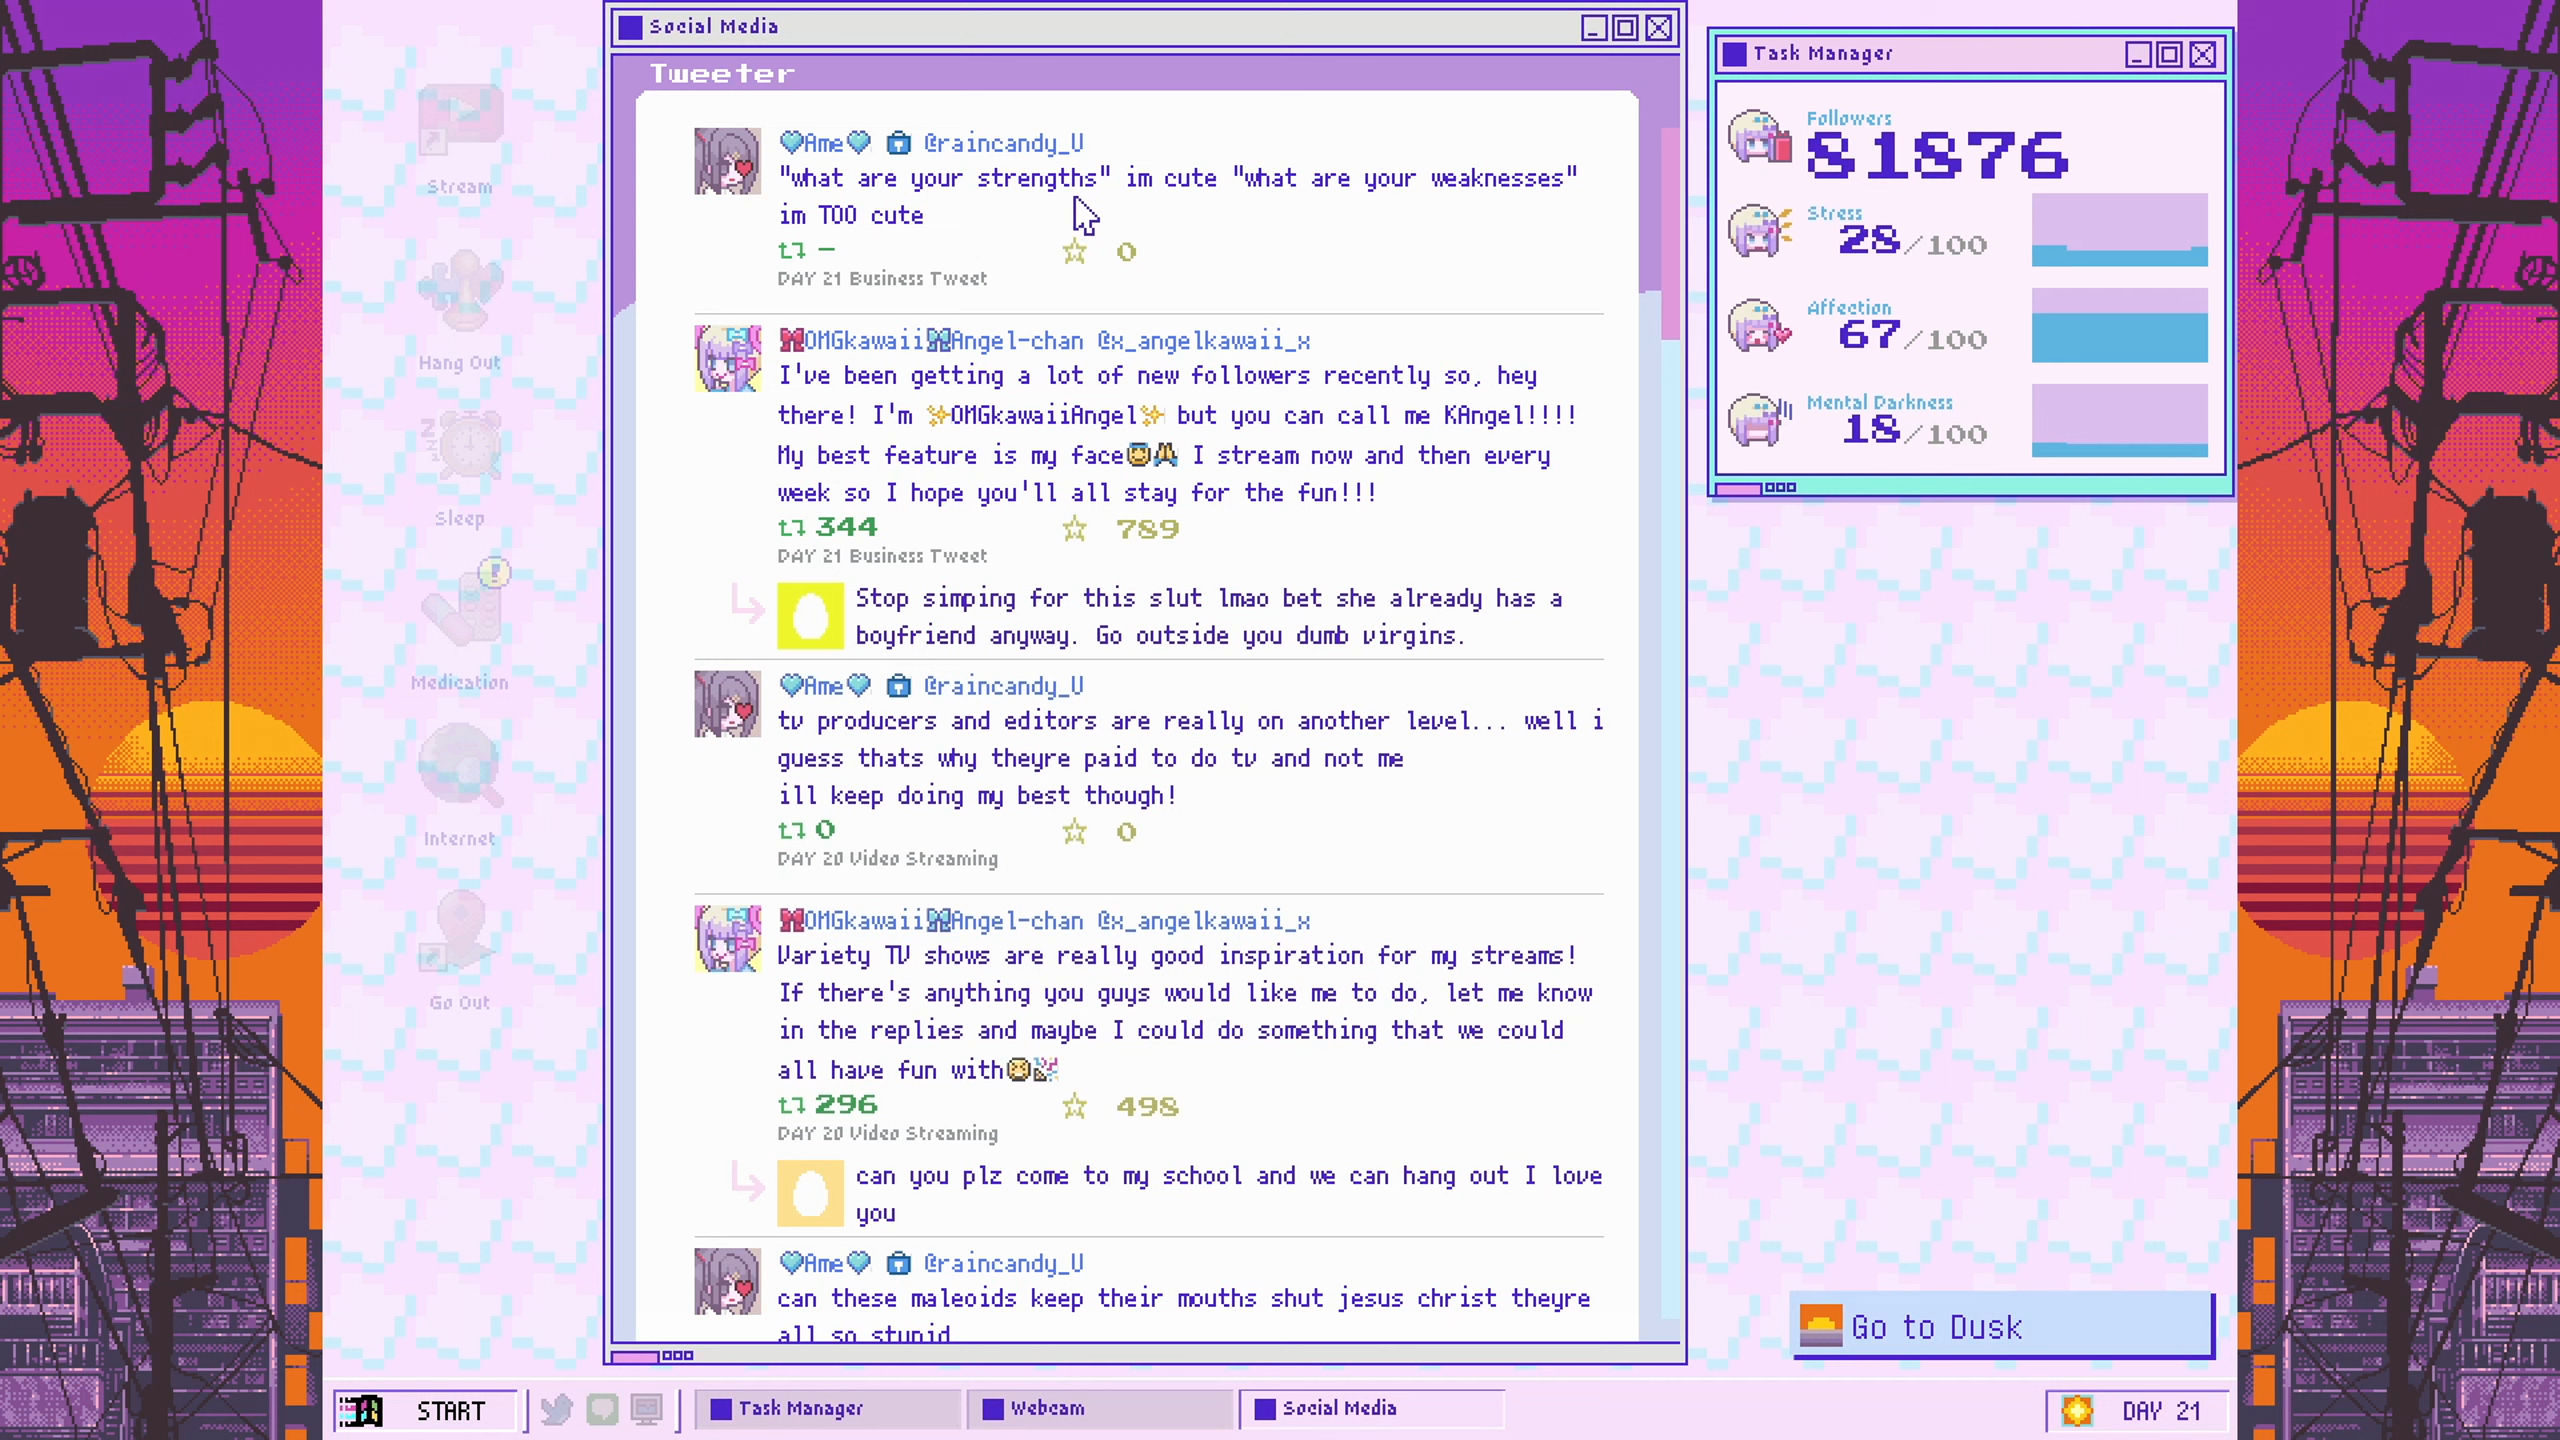 Social Media
Tweeter
Ame @raincandy_U
"what are your strengths" im cute "what are your weaknesses"
im TOO cute
— 0
DAY 21 Business Tweet
OMGkawaii Angel-chan @x_angelkawaii_x
I've been getting a lot of new followers recently so, hey
there! I'm ✨OMGkawaiiAngel✨ but you can call me KAngel!!!!
My best feature is my face😇🙏 I stream now and then every
week so I hope you'll all stay for the fun!!!
344 789
DAY 21 Business Tweet
Stop simping for this slut lmao bet she already has a
boyfriend anyway. Go outside you dumb virgins.
Ame @raincandy_U
tv producers and editors are really on another level... well i
guess thats why theyre paid to do tv and not me
ill keep doing my best though!
0 0
DAY 20 Video Streaming
OMGkawaii Angel-chan @x_angelkawaii_x
Variety TV shows are really good inspiration for my streams!
If there's anything you guys would like me to do, let me know
in the replies and maybe I could do something that we could
all have fun with
296 498
DAY 20 Video Streaming
can you plz come to my school and we can hang out I love
you
Ame @raincandy_U
can these maleoids keep their mouths shut jesus christ theyre
all so stupid
Task Manager
Followers
81876
Stress
28/100
Affection
67/100
Mental Darkness
18/100
Stream
Hang Out
Sleep
Medication
Internet
Go Out
Go to Dusk
START
Task Manager
Webcam
Social Media
DAY 21